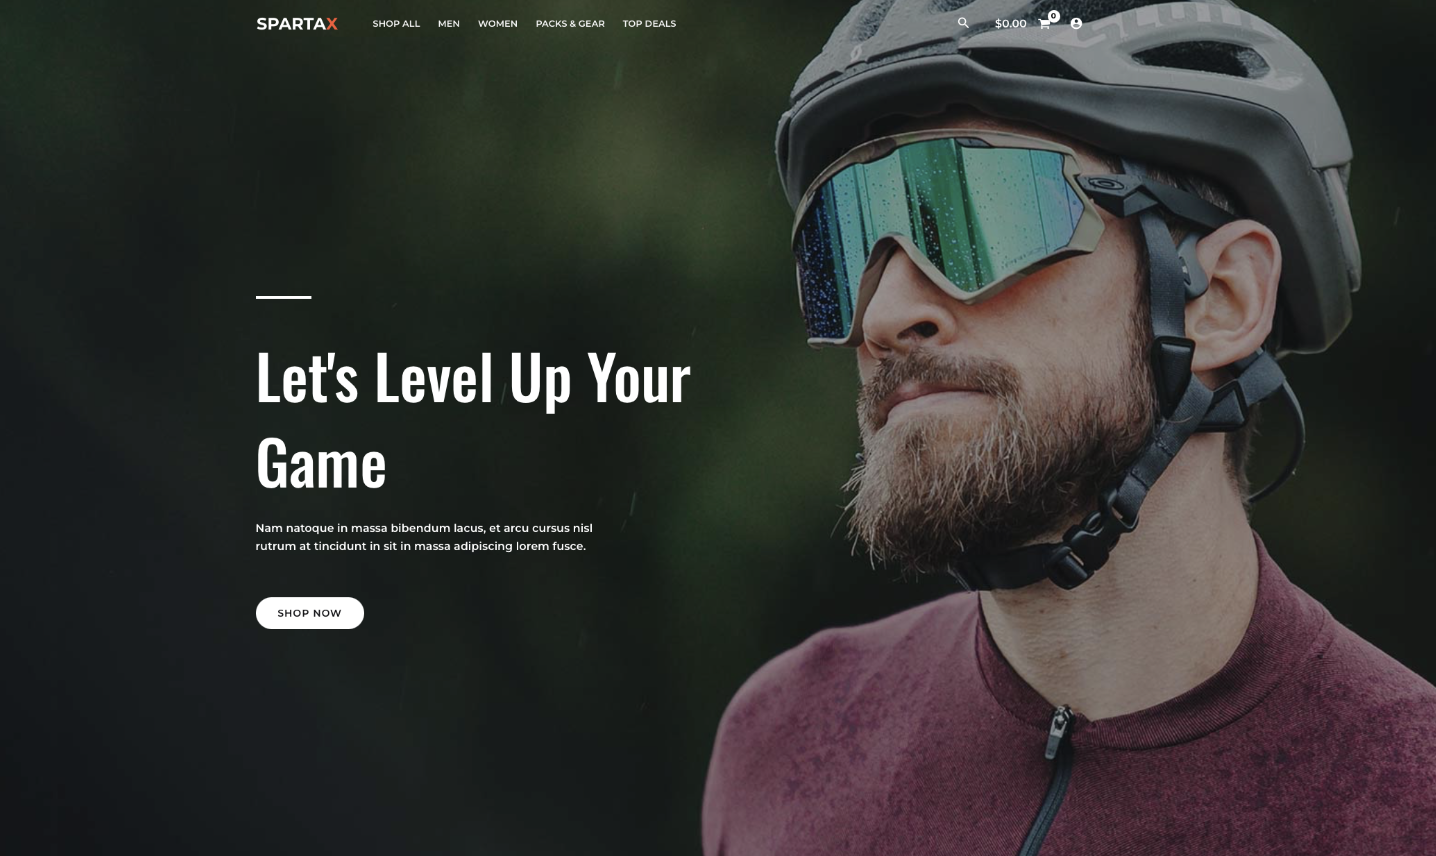 SPARTAX
SHOP ALL MEN WOMEN PACKS & GEAR TOP DEALS
$0.00 0
Let's Level Up Your
Game
Nam natoque in massa bibendum lacus, et arcu cursus nisl
rutrum at tincidunt in sit in massa adipiscing lorem fusce.
SHOP NOW